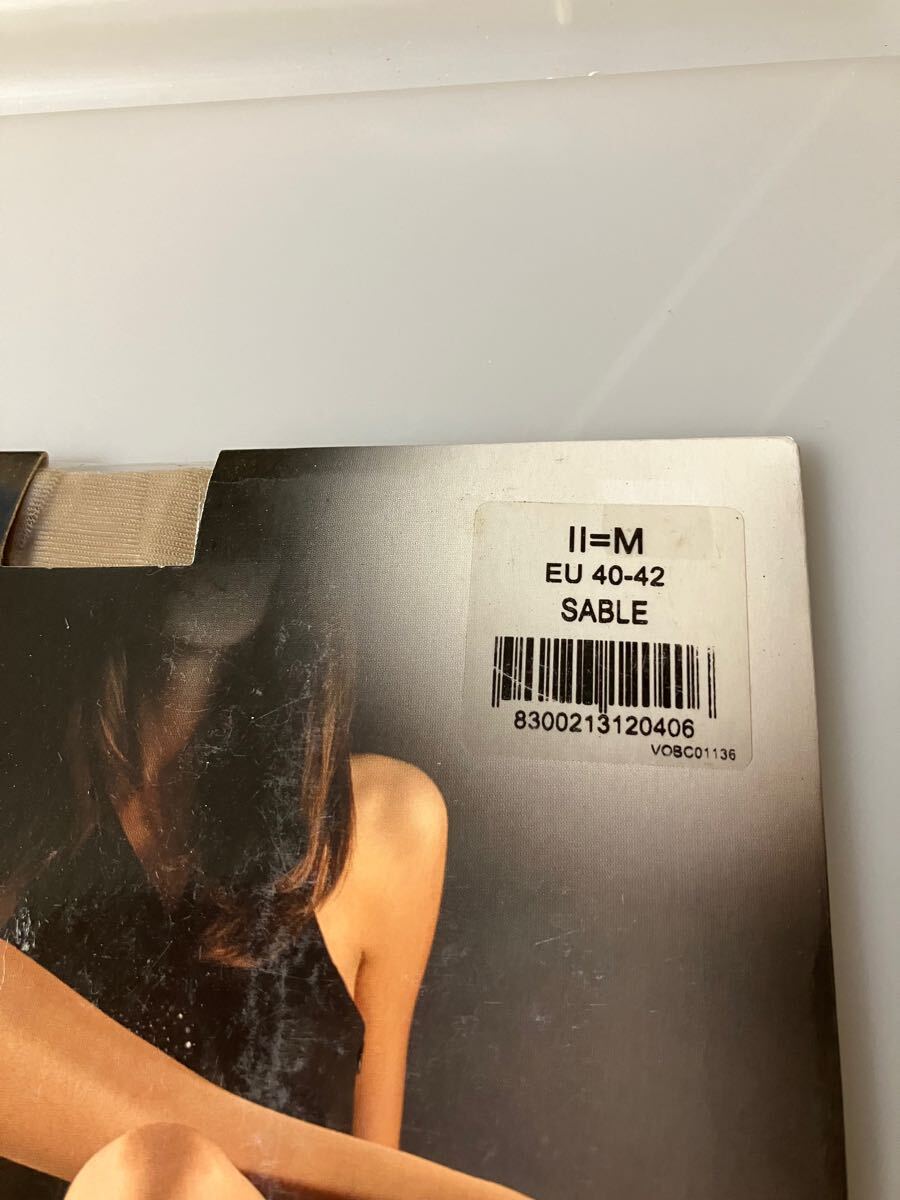 II=M
EU 40-42
SABLE
8300213120406
VOBC01136